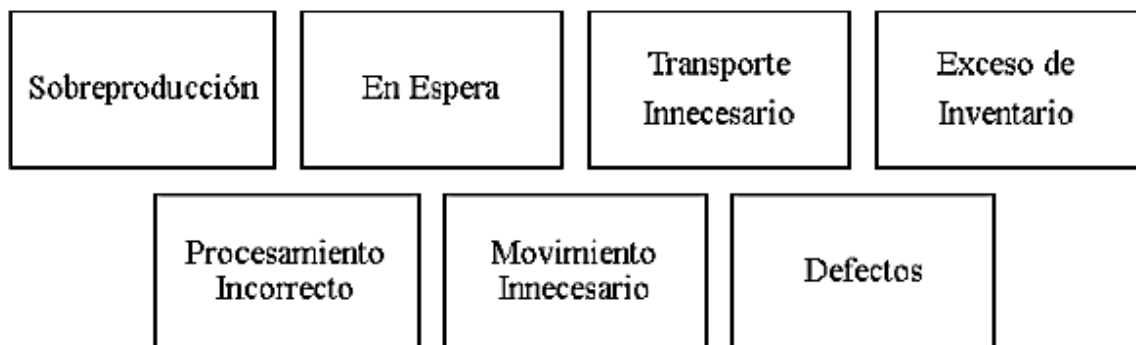 Sobreproducción
En Espera
Transporte
Innecesario
Exceso de
Inventario
Procesamiento
Incorrecto
Movimiento
Innecesario
Defectos